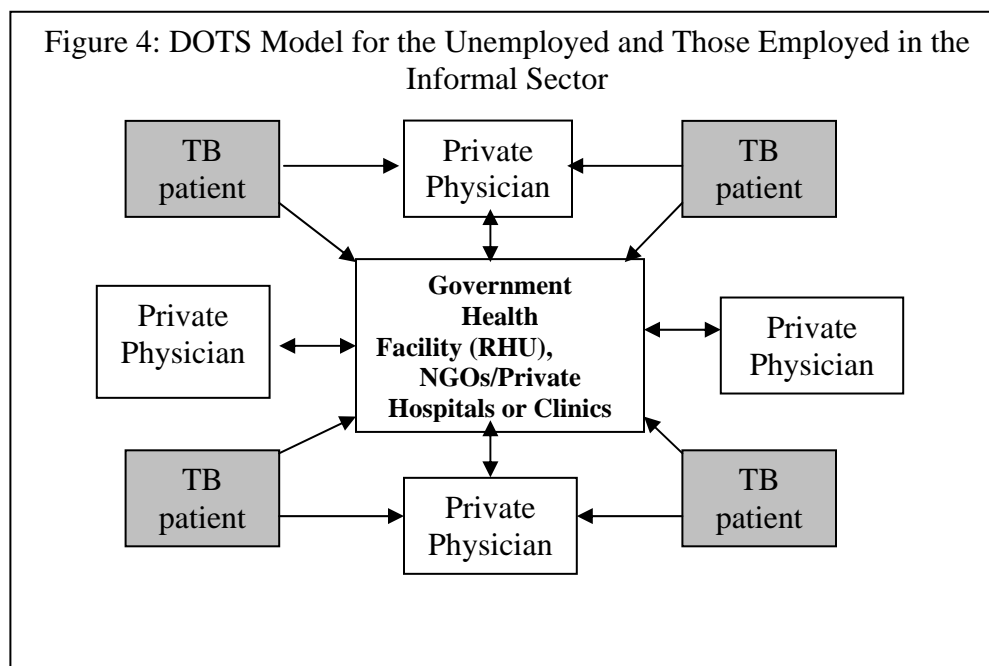 Figure 4: DOTS Model for the Unemployed and Those Employed in the
Informal Sector
TB
patient
Private
Physician
TB
patient
Private
Physician
Government
Health
Facility (RHU),
NGOs/Private
Hospitals or Clinics
Private
Physician
TB
patient
Private
Physician
TB
patient